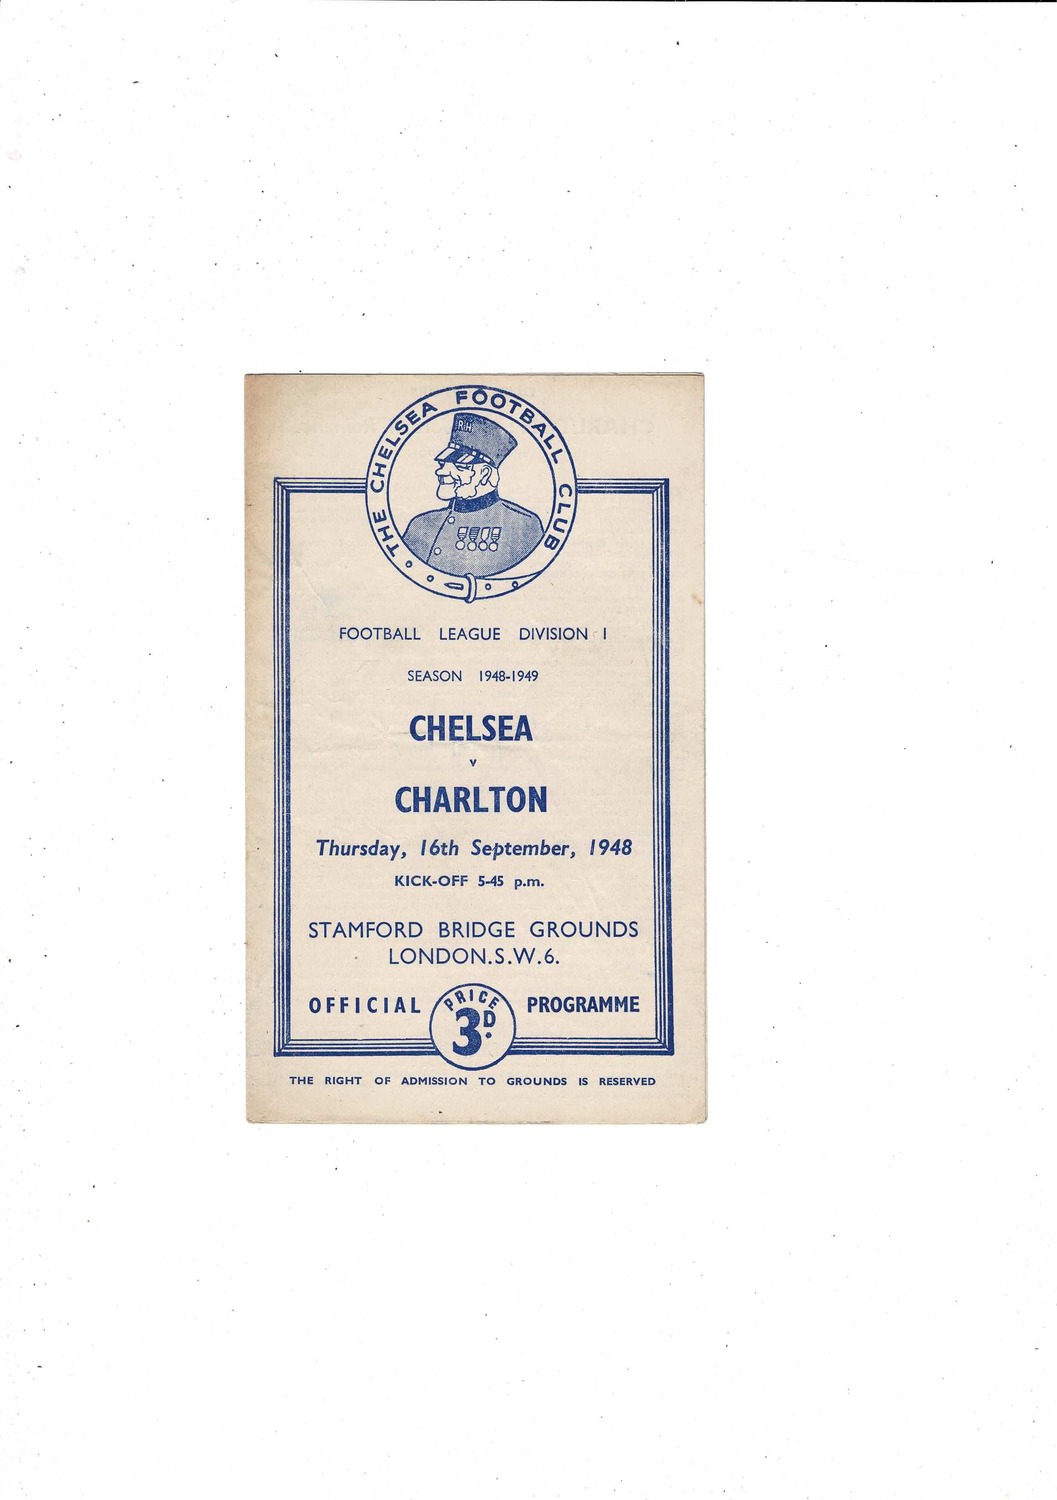 THE CHELSEA FOOTBALL CLUB
RH
FOOTBALL LEAGUE DIVISION I
SEASON 1948-1949
CHELSEA
v
CHARLTON
Thursday, 16th September, 1948
KICK-OFF 5-45 p.m.
STAMFORD BRIDGE GROUNDS
LONDON.S.W.6.
OFFICIAL PRICE 3D. PROGRAMME
THE RIGHT OF ADMISSION TO GROUNDS IS RESERVED